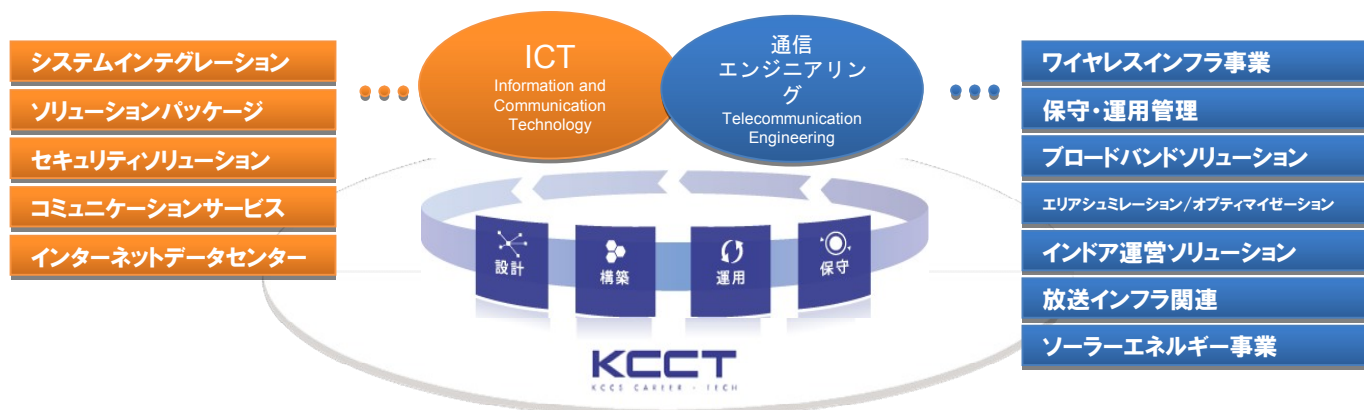 システムインテグレーション
ソリューションパッケージ
セキュリティソリューション
コミュニケーションサービス
インターネットデータセンター
ICT
Information and
Communication
Technology
通信
エンジニアリン
グ
Telecommunication
Engineering
ワイヤレスインフラ事業
保守・運用管理
ブロードバンドソリューション
エリアシュミレーション/オプティマイゼーション
インドア運営ソリューション
放送インフラ関連
ソーラーエネルギー事業
設計
構築
運用
保守
KCCT
KCCS CAREER - TECH